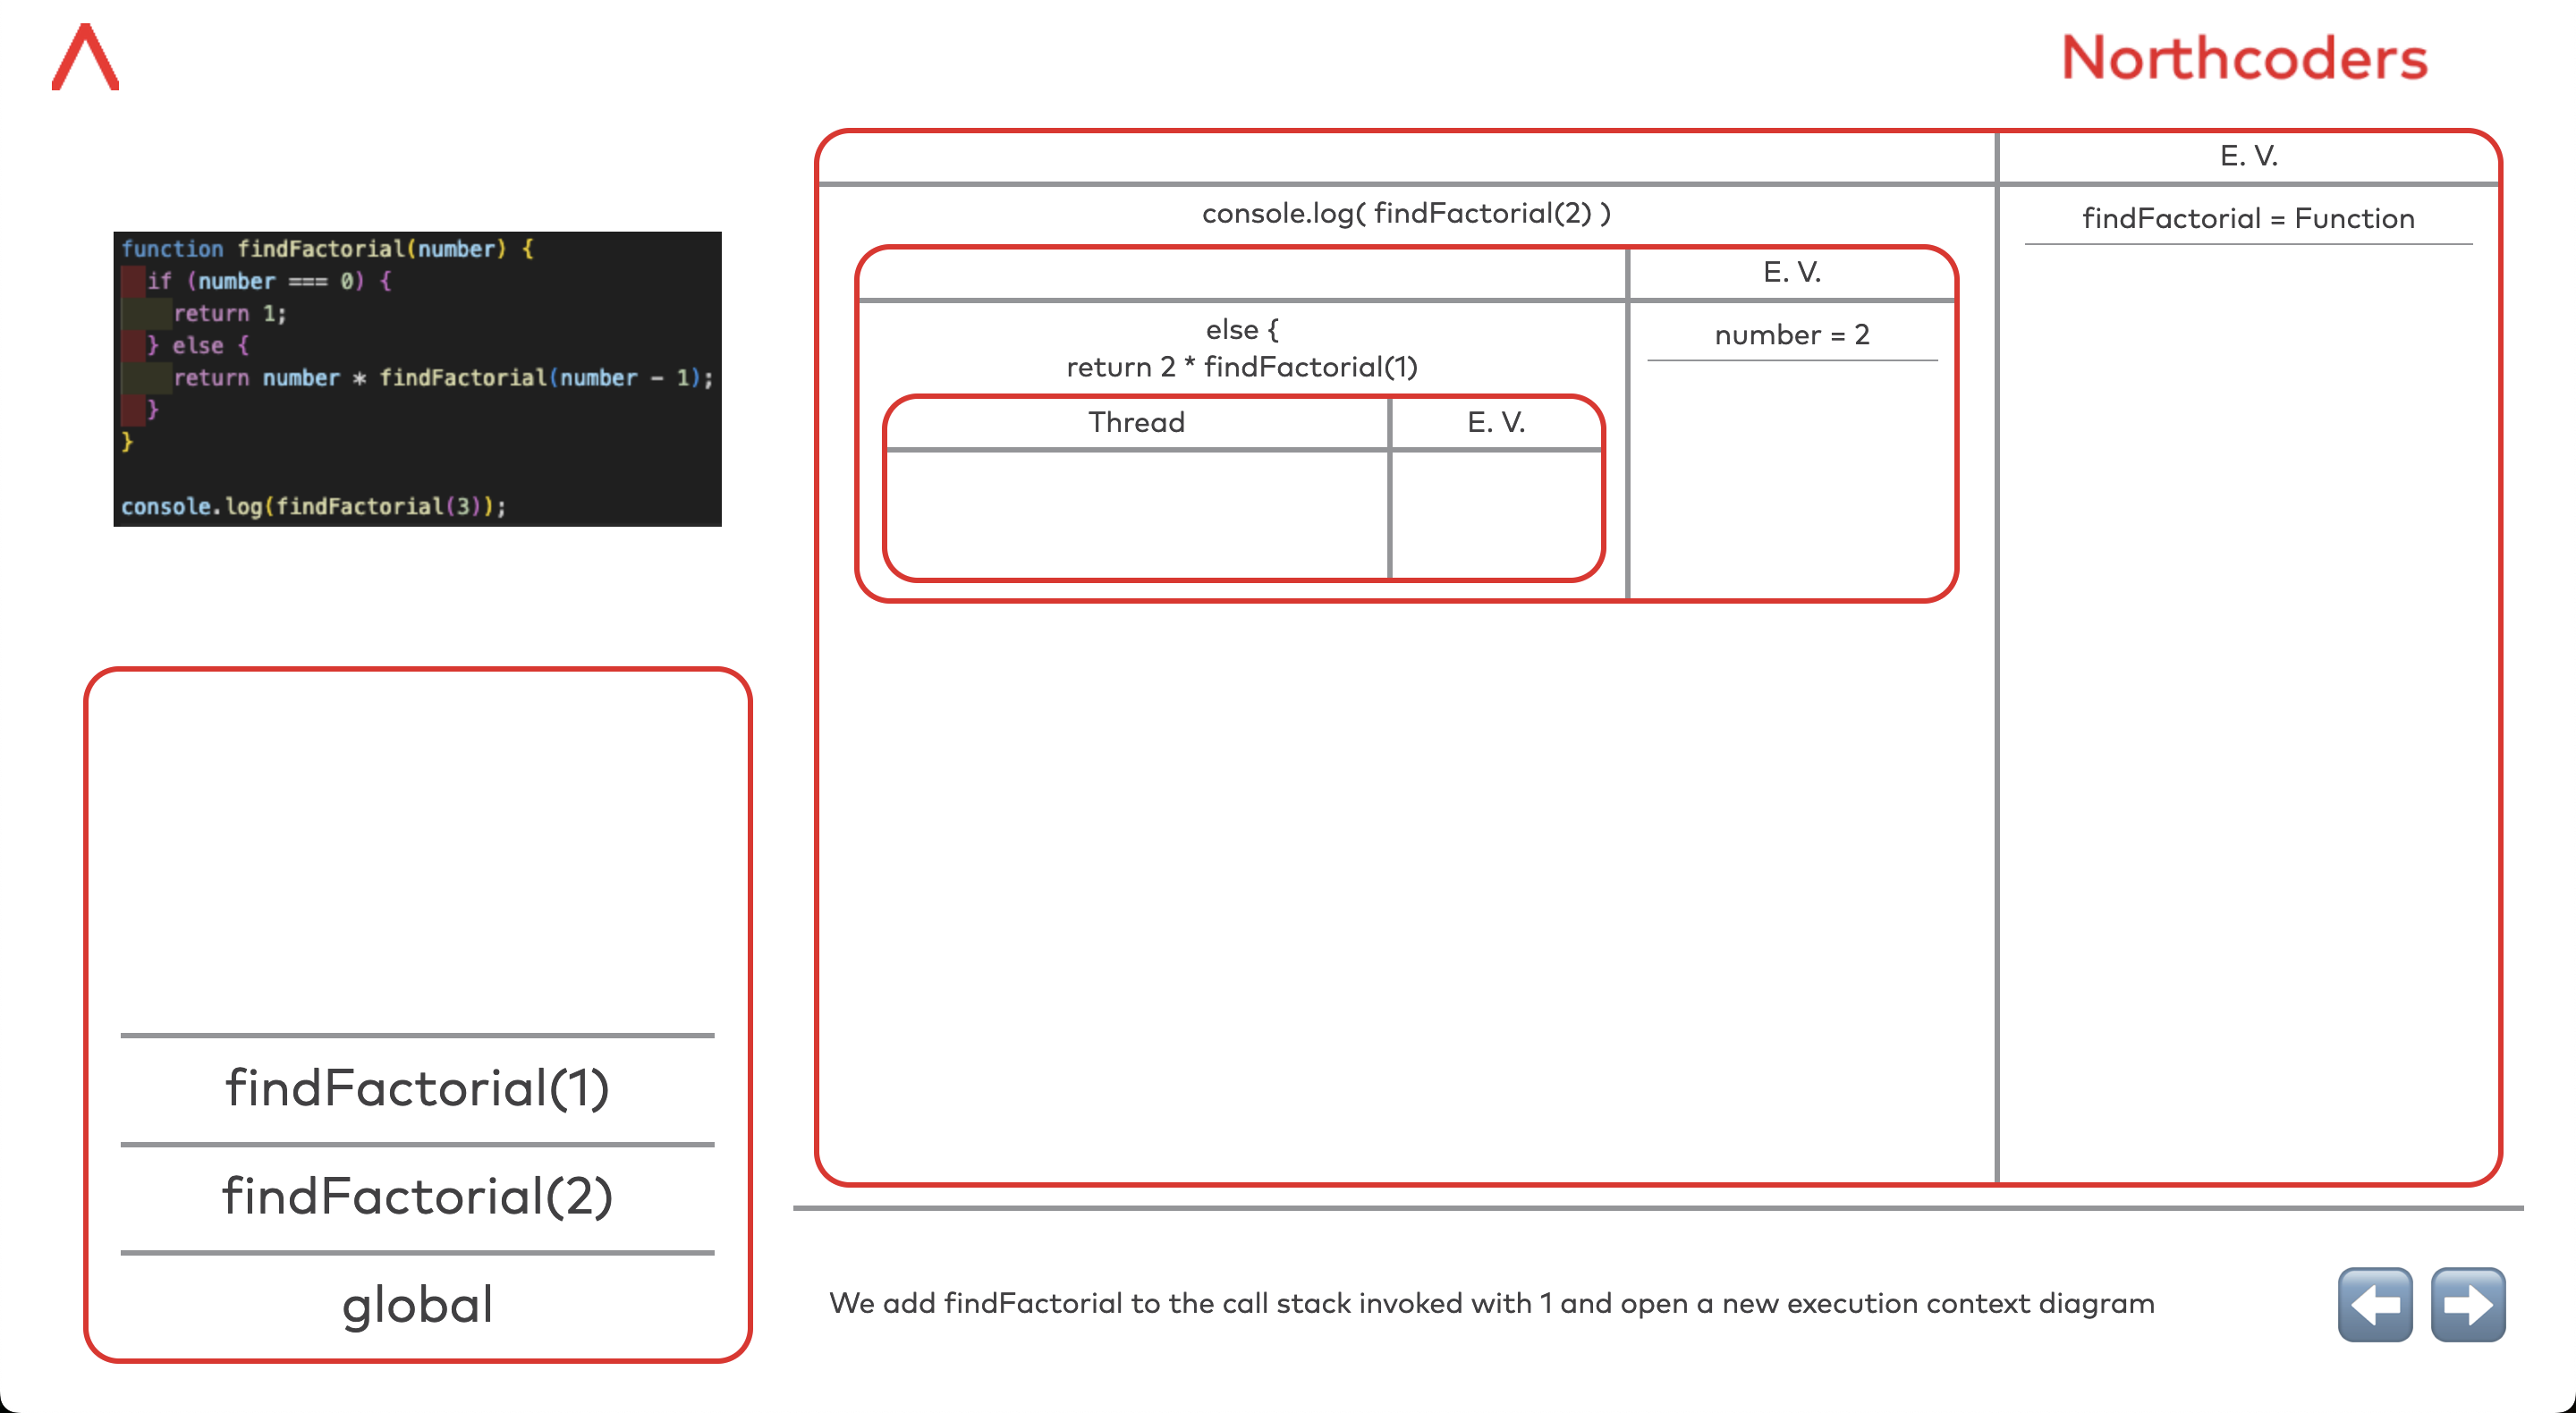 Northcoders
function findFactorial(number) {
if (number === 0) {
return 1;
} else {
return number * findFactorial(number - 1);
}
}
console.log(findFactorial(3));
E. V.
console.log( findFactorial(2) )
findFactorial = Function
E. V.
else {
return 2 * findFactorial(1)
number = 2
Thread
E. V.
findFactorial(1)
findFactorial(2)
global
We add findFactorial to the call stack invoked with 1 and open a new execution context diagram